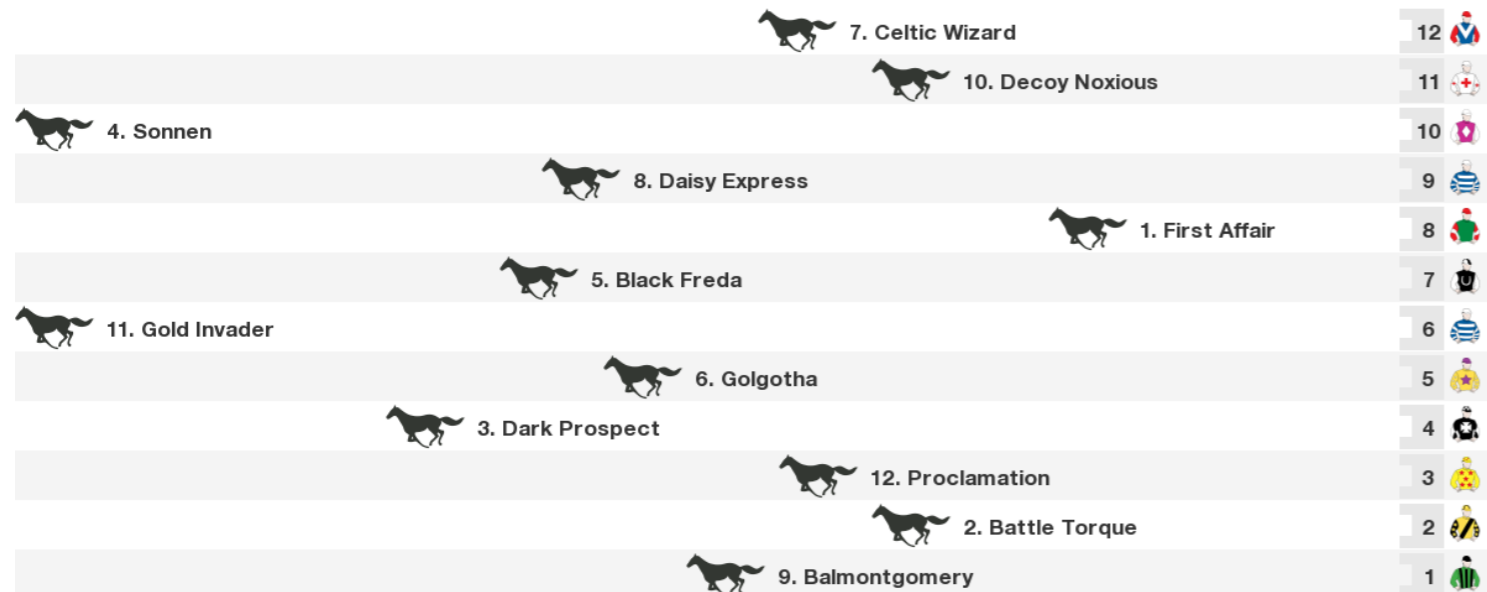 7. Celtic Wizard 12
10. Decoy Noxious 11
4. Sonnen 10
8. Daisy Express 9
1. First Affair 8
5. Black Freda 7
11. Gold Invader 6
6. Golgotha 5
3. Dark Prospect 4
12. Proclamation 3
2. Battle Torque 2
9. Balmontgomery 1